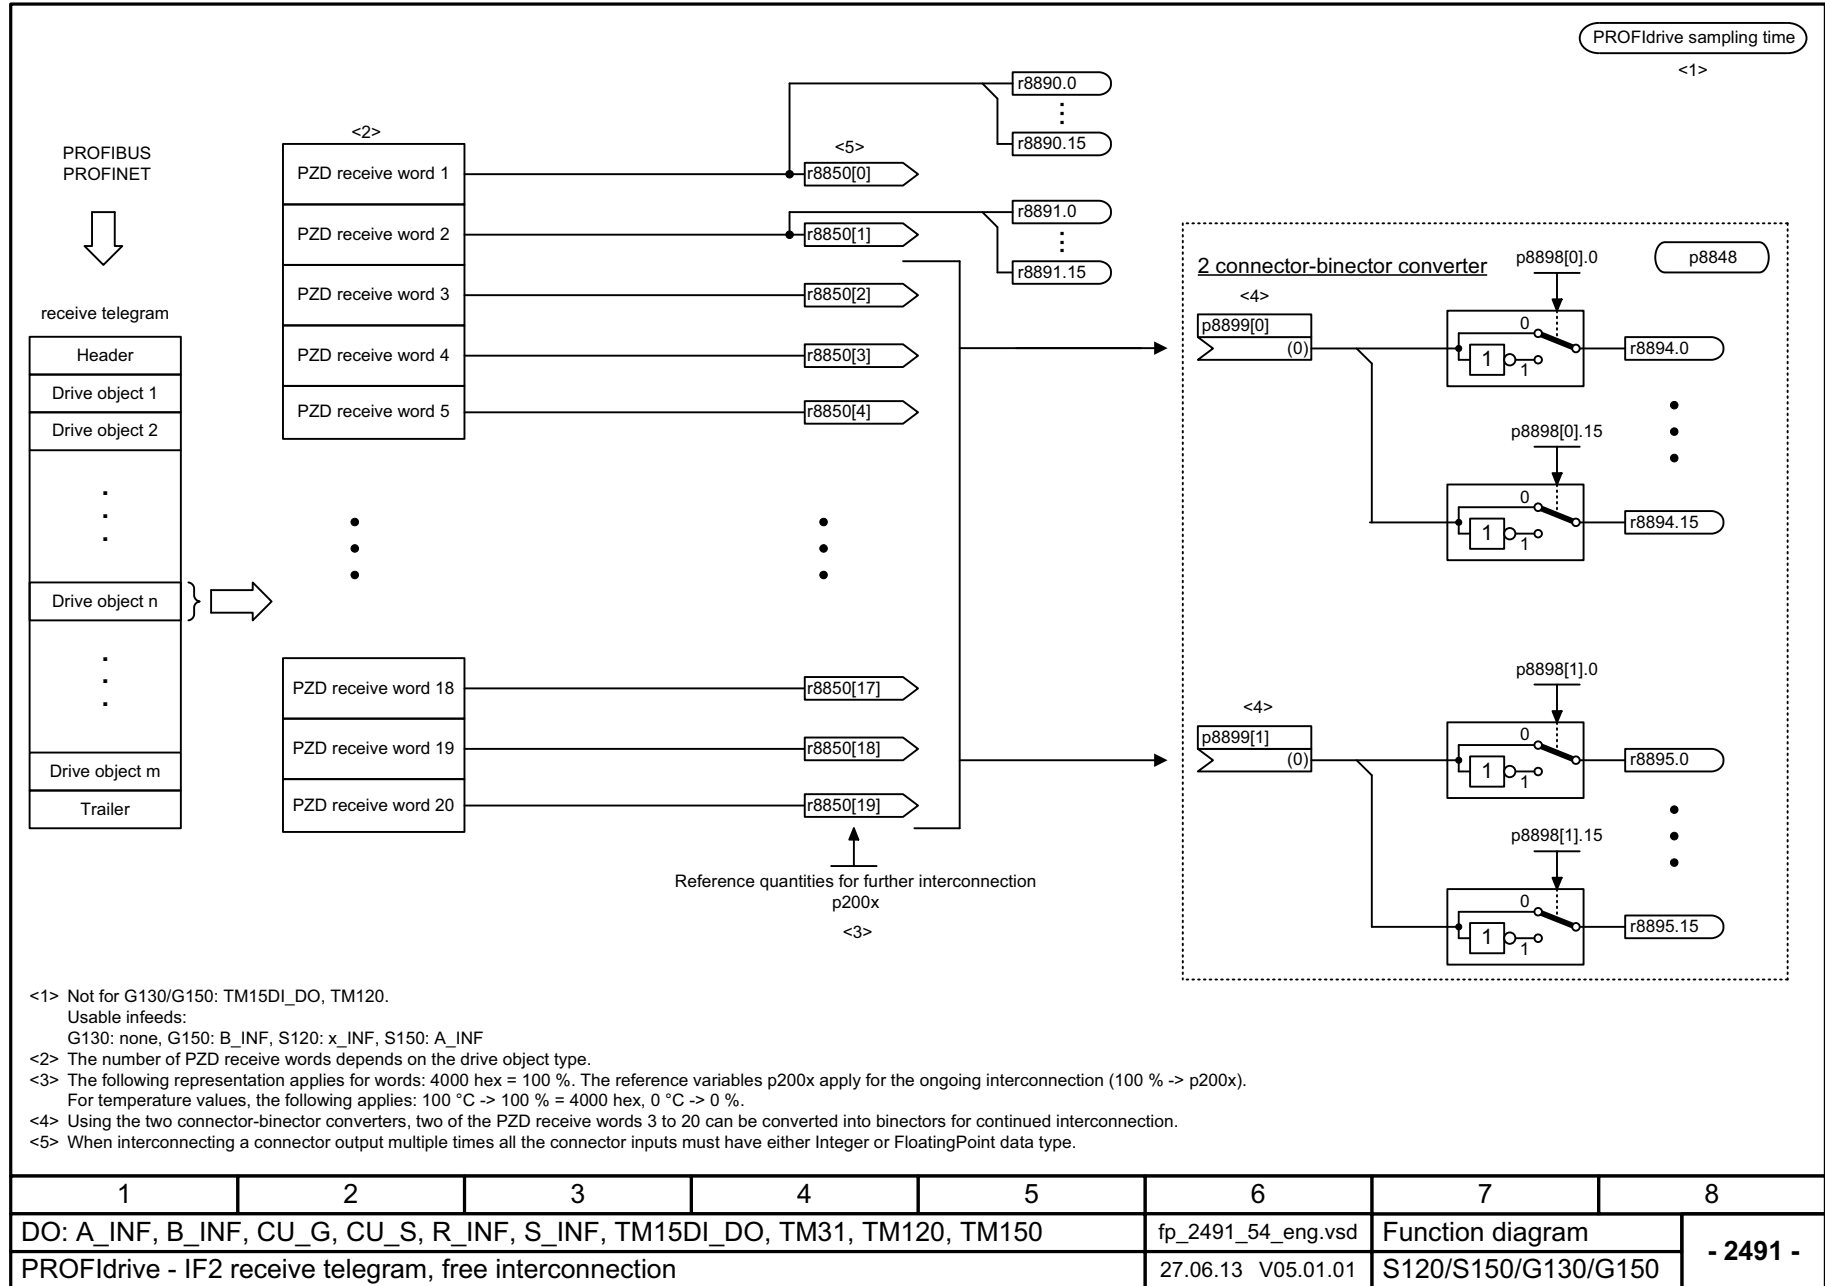 PROFIdrive sampling time
<1>
PROFIBUS
PROFINET
receive telegram
Header
Drive object 1
Drive object 2
Drive object n
Drive object m
Trailer
<2>
PZD receive word 1
PZD receive word 2
PZD receive word 3
PZD receive word 4
PZD receive word 5
PZD receive word 18
PZD receive word 19
PZD receive word 20
<5>
r8850[0]
r8850[1]
r8850[2]
r8850[3]
r8850[4]
r8850[17]
r8850[18]
r8850[19]
Reference quantities for further interconnection
p200x
<3>
r8890.0
r8890.15
r8891.0
r8891.15
2 connector-binector converter
p8848
<4>
p8899[0]
(0)
p8898[0].0
0
1
1
r8894.0
p8898[0].15
0
1
1
r8894.15
<4>
p8899[1]
(0)
p8898[1].0
0
1
1
r8895.0
p8898[1].15
0
1
1
r8895.15
<1> Not for G130/G150: TM15DI_DO, TM120.
Usable infeeds:
G130: none, G150: B_INF, S120: x_INF, S150: A_INF
<2> The number of PZD receive words depends on the drive object type.
<3> The following representation applies for words: 4000 hex = 100 %. The reference variables p200x apply for the ongoing interconnection (100 % -> p200x).
For temperature values, the following applies: 100 °C -> 100 % = 4000 hex, 0 °C -> 0 %.
<4> Using the two connector-binector converters, two of the PZD receive words 3 to 20 can be converted into binectors for continued interconnection.
<5> When interconnecting a connector output multiple times all the connector inputs must have either Integer or FloatingPoint data type.
1 2 3 4 5 6 7 8
DO: A_INF, B_INF, CU_G, CU_S, R_INF, S_INF, TM15DI_DO, TM31, TM120, TM150
fp_2491_54_eng.vsd
Function diagram
- 2491 -
PROFIdrive - IF2 receive telegram, free interconnection
27.06.13 V05.01.01
S120/S150/G130/G150